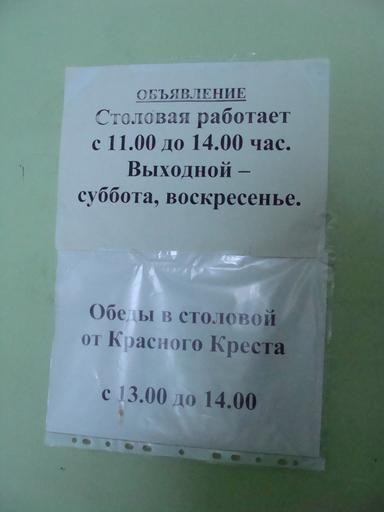 ОБЪЯВЛЕНИЕ
Столовая работает
с 11.00 до 14.00 час.
Выходной –
суббота, воскресенье.
Обеды в столовой
от Красного Креста
с 13.00 до 14.00